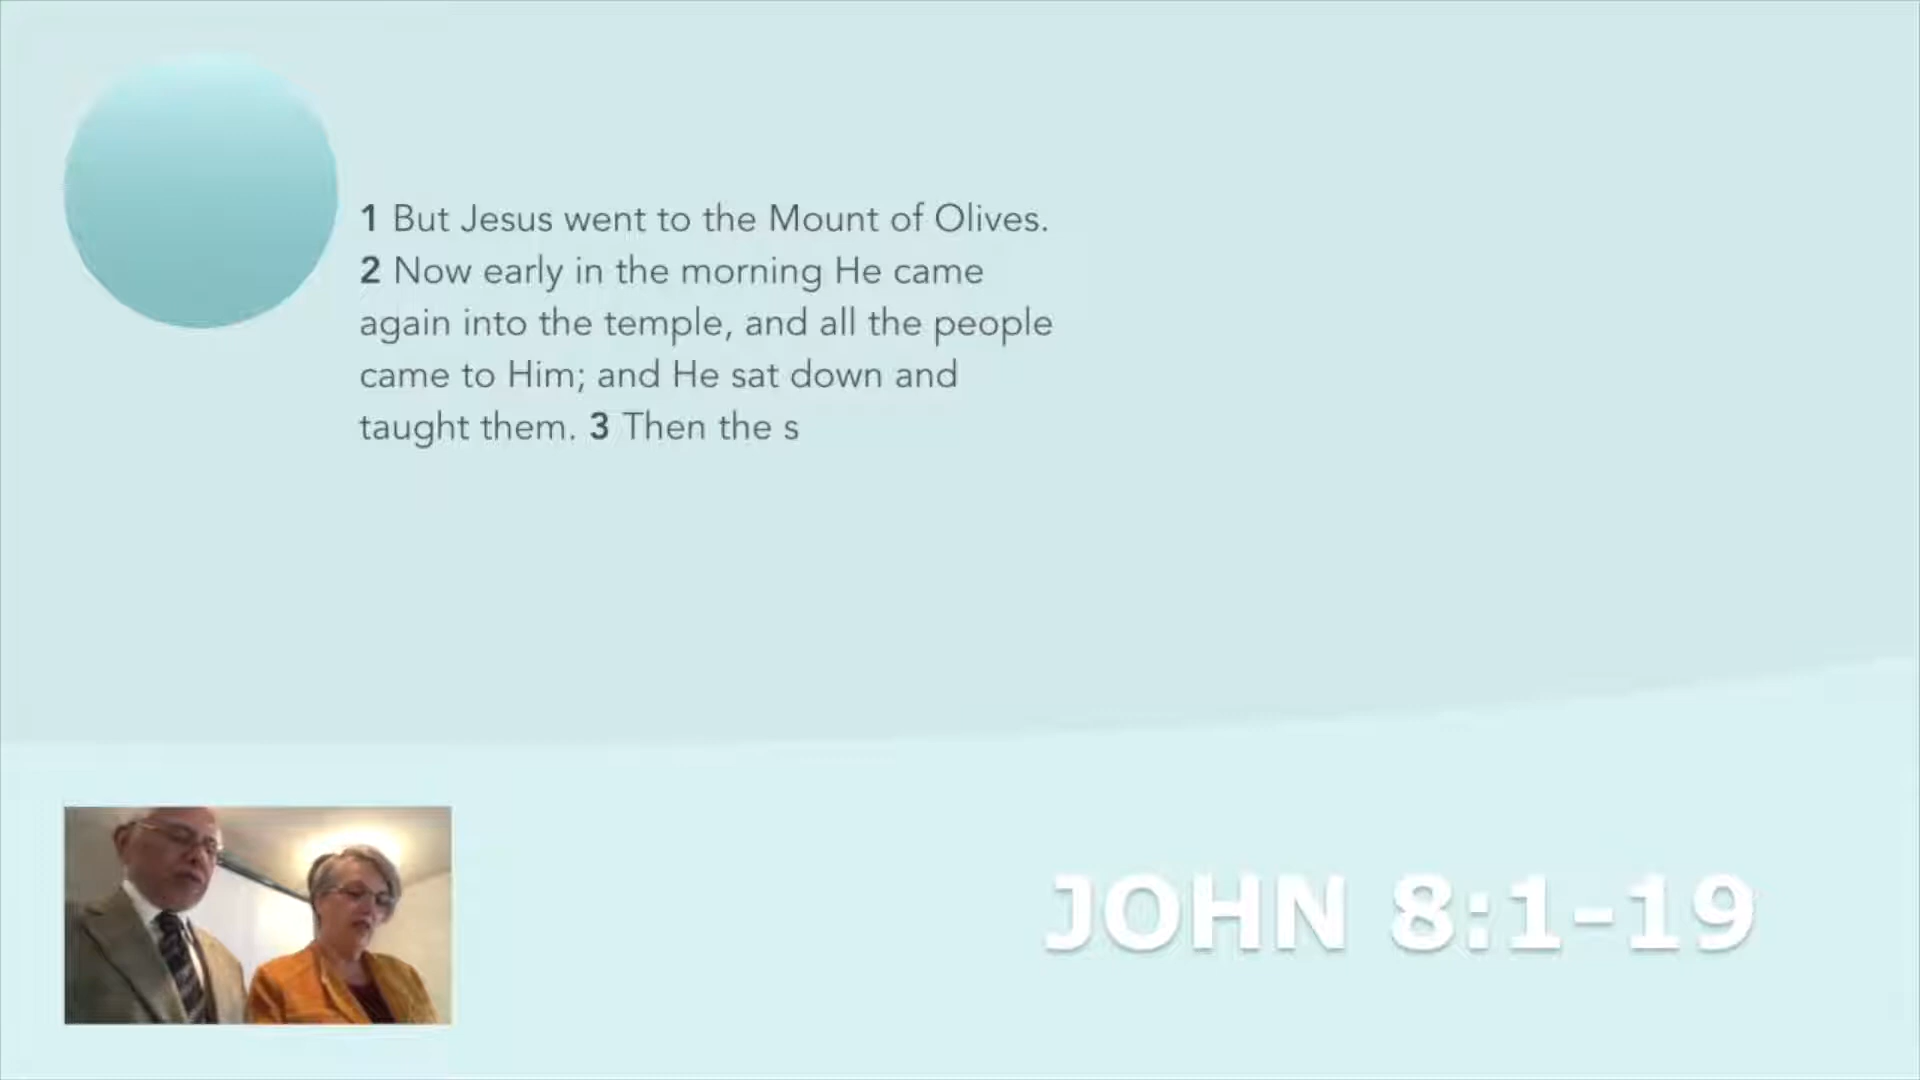 1 But Jesus went to the Mount of Olives.
2 Now early in the morning He came
again into the temple, and all the people
came to Him; and He sat down and
taught them. 3 Then the s
JOHN 8:1-19